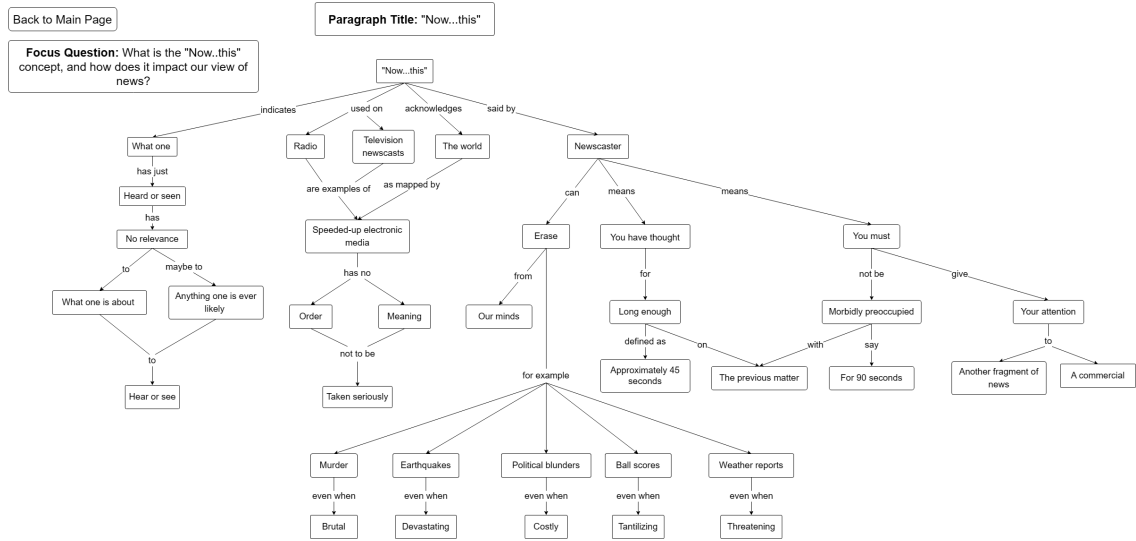 Back to Main Page
Paragraph Title: "Now...this"
Focus Question: What is the "Now..this"
concept, and how does it impact our view of
news?
"Now...this"
indicates
used on
acknowledges
said by
What one
Radio
Television
newscasts
The world
Newscaster
has just
are examples of
as mapped by
can
means
means
Heard or seen
has
No relevance
Speeded-up electronic
media
Erase
You have thought
You must
to
maybe to
has no
from
for
not be
give
What one is about
Anything one is ever
likely
Order
Meaning
Our minds
Long enough
Morbidly preoccupied
Your attention
to
not to be
defined as
on
with
say
to
Hear or see
Taken seriously
for example
Approximately 45
seconds
The previous matter
For 90 seconds
Another fragment of
news
A commercial
Murder
Earthquakes
Political blunders
Ball scores
Weather reports
even when
even when
even when
even when
even when
Brutal
Devastating
Costly
Tantilizing
Threatening